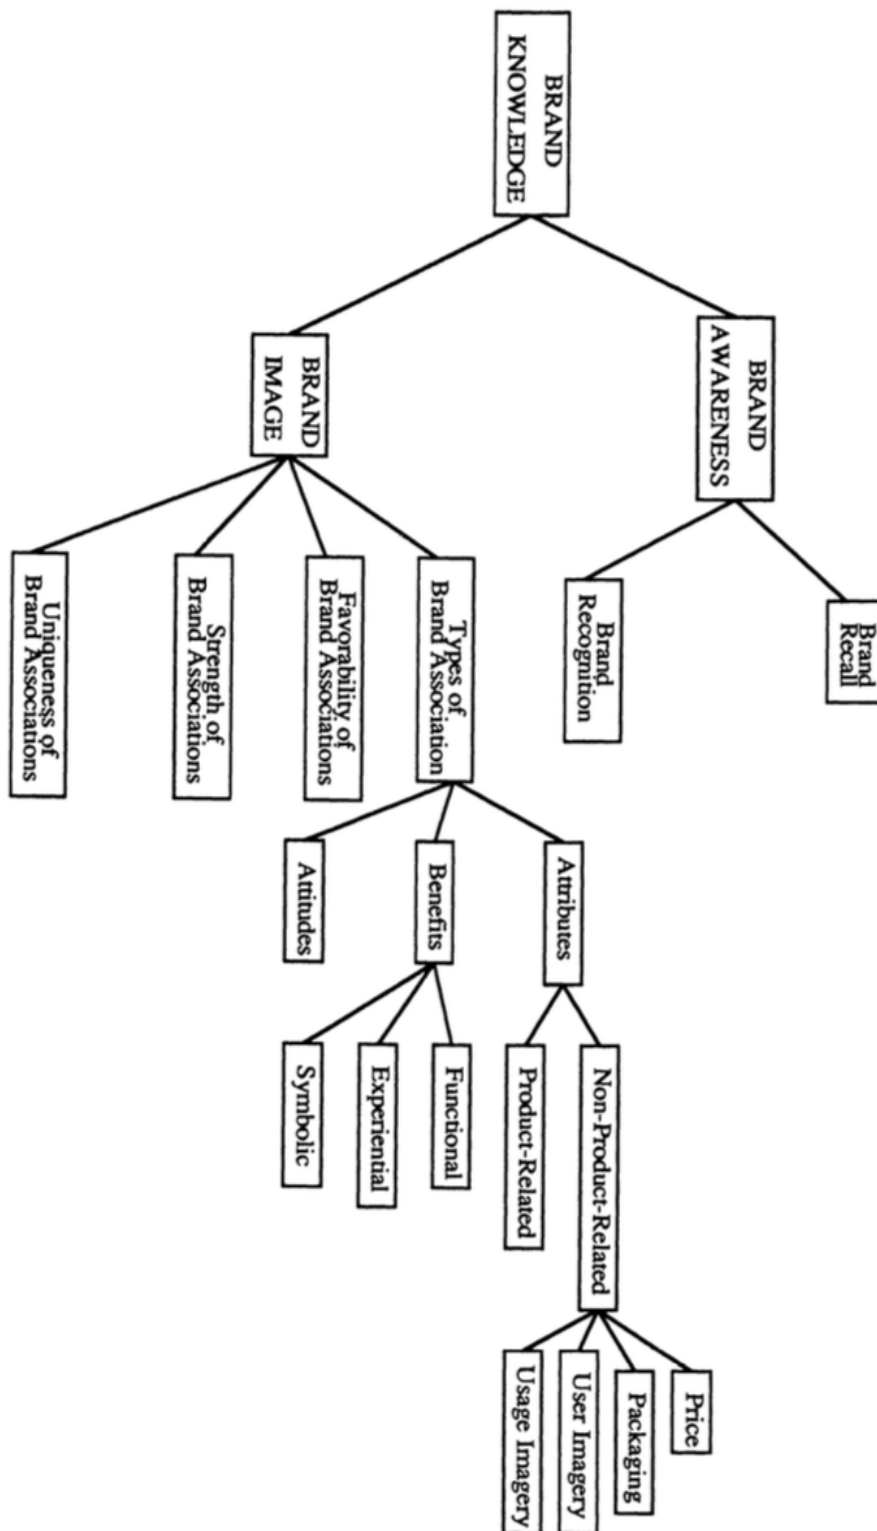 BRAND
KNOWLEDGE
BRAND
AWARENESS
BRAND
IMAGE
Brand
Recall
Brand
Recognition
Types of
Brand Association
Favorability of
Brand Associations
Strength of
Brand Associations
Uniqueness of
Brand Associations
Attributes
Benefits
Attitudes
Non-Product-Related
Product-Related
Functional
Experiential
Symbolic
Price
Packaging
User Imagery
Usage Imagery